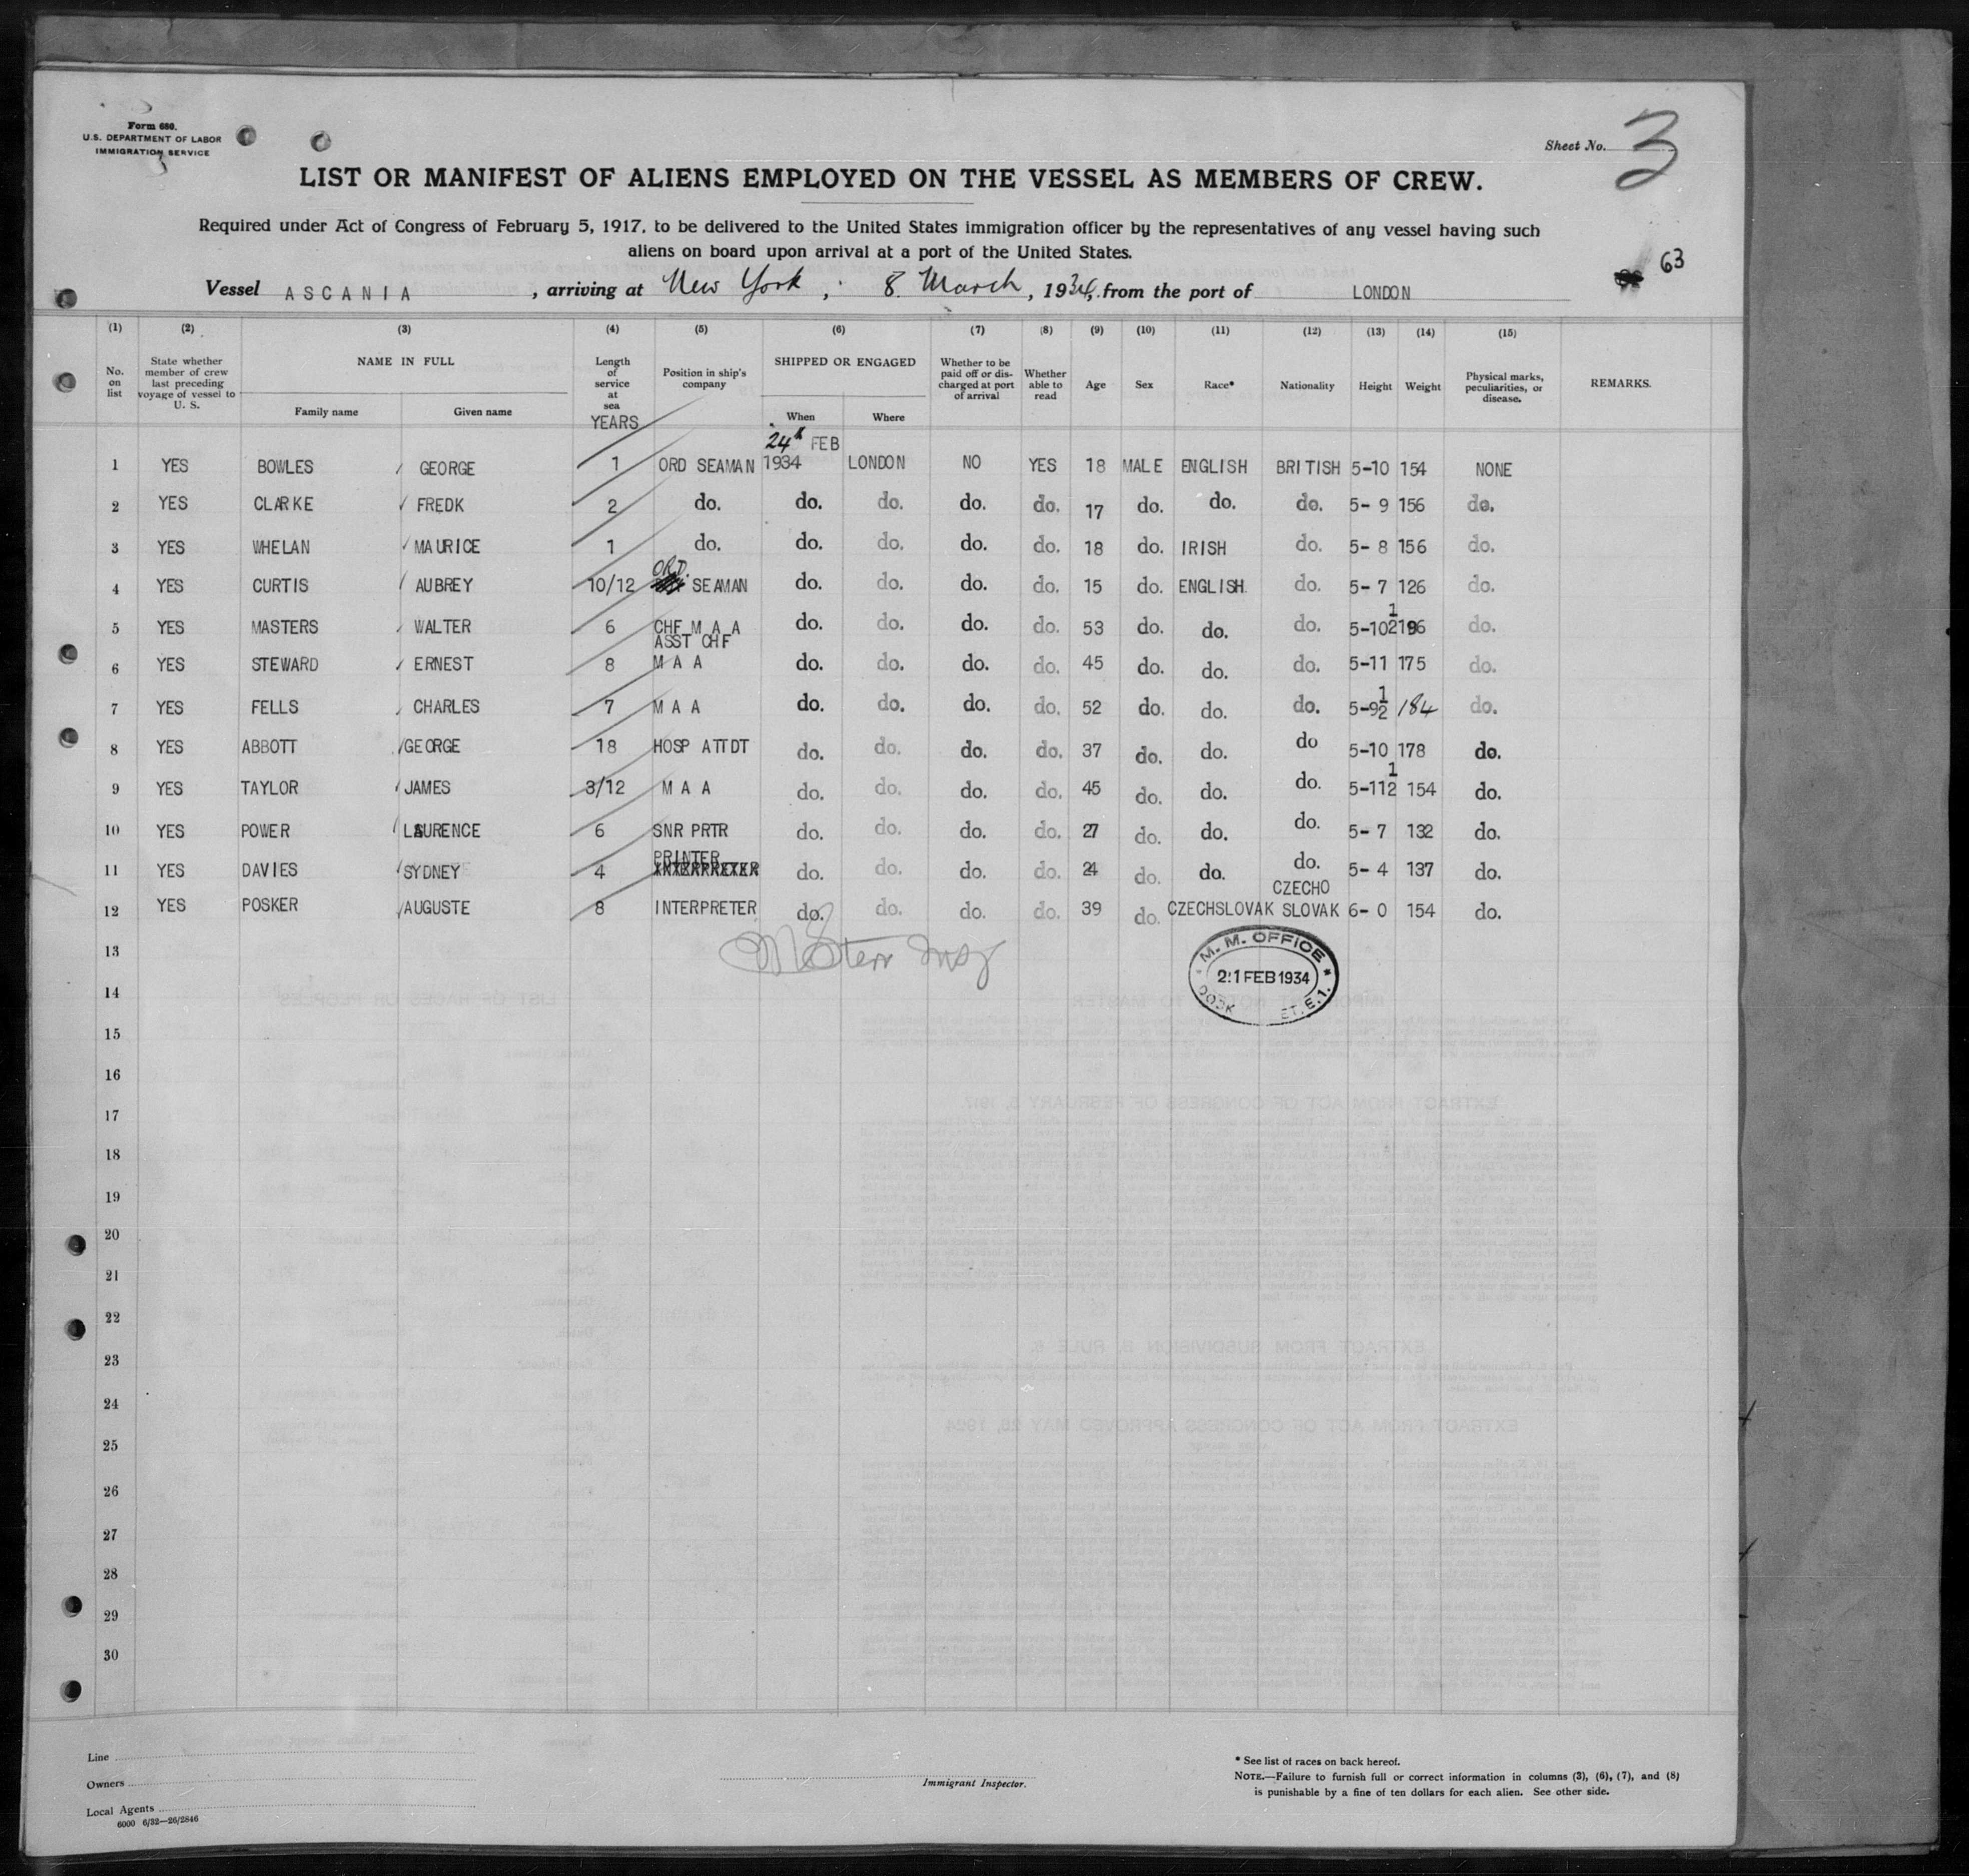 Form 680.
U.S. DEPARTMENT OF LABOR
IMMIGRATION SERVICE
Sheet No. 3
LIST OR MANIFEST OF ALIENS EMPLOYED ON THE VESSEL AS MEMBERS OF CREW.
Required under Act of Congress of February 5, 1917, to be delivered to the United States immigration officer by the representatives of any vessel having such
aliens on board upon arrival at a port of the United States.
63
Vessel ASCANIA, arriving at New York, 8 March, 1934, from the port of LONDON
(1) (2) (3) (4) (5) (6) (7) (8) (9) (10) (11) (12) (13) (14) (15)
No. on list
State whether member of crew last preceding voyage of vessel to U. S.
NAME IN FULL
Family name Given name
Length of service at sea
YEARS
Position in ship's company
SHIPPED OR ENGAGED
When Where
Whether to be paid off or discharged at port of arrival
Whether able to read
Age
Sex
Race*
Nationality
Height
Weight
Physical marks, peculiarities, or disease.
REMARKS.
24th FEB
1 YES BOWLES GEORGE 1 ORD SEAMAN 1934 LONDON NO YES 18 MALE ENGLISH BRITISH 5-10 154 NONE
2 YES CLARKE FREDK 2 do. do. do. do. do. 17 do. do. do. 5- 9 156 do.
3 YES WHELAN MAURICE 1 do. do. do. do. do. 18 do. IRISH do. 5- 8 156 do.
4 YES CURTIS AUBREY 10/12 ORD. SEAMAN do. do. do. do. 15 do. ENGLISH do. 5- 7 126 do.
5 YES MASTERS WALTER 6 CHF M A A do. do. do. do. 53 do. do. do. 5-10 1/2 196 do.
ASST CHF
6 YES STEWARD ERNEST 8 M A A do. do. do. do. 45 do. do. do. 5-11 175 do.
7 YES FELLS CHARLES 7 M A A do. do. do. do. 52 do. do. do. 5-9 1/2 184 do.
8 YES ABBOTT GEORGE 18 HOSP ATTDT do. do. do. do. 37 do. do. do 5-10 178 do.
9 YES TAYLOR JAMES 3/12 M A A do. do. do. do. 45 do. do. do. 5-11 1/2 154 do.
10 YES POWER LAURENCE 6 SNR PRTR do. do. do. do. 27 do. do. do. 5- 7 132 do.
PRINTER
11 YES DAVIES SYDNEY 4 INTERPRETER do. do. do. do. 24 do. do. do. 5- 4 137 do.
CZECHO
12 YES POSKER AUGUSTE 8 INTERPRETER do. do. do. do. 39 do. CZECHSLOVAK SLOVAK 6- 0 154 do.
13
M. M. OFFICE
21 FEB 1934
DOCK ET. E.1.
14
15
16
17
18
19
20
21
22
23
24
25
26
27
28
29
30
Line
Owners
Local Agents
6000 6/32—26/2846
Immigrant Inspector.
* See list of races on back hereof.
NOTE.—Failure to furnish full or correct information in columns (3), (6), (7), and (8)
is punishable by a fine of ten dollars for each alien. See other side.